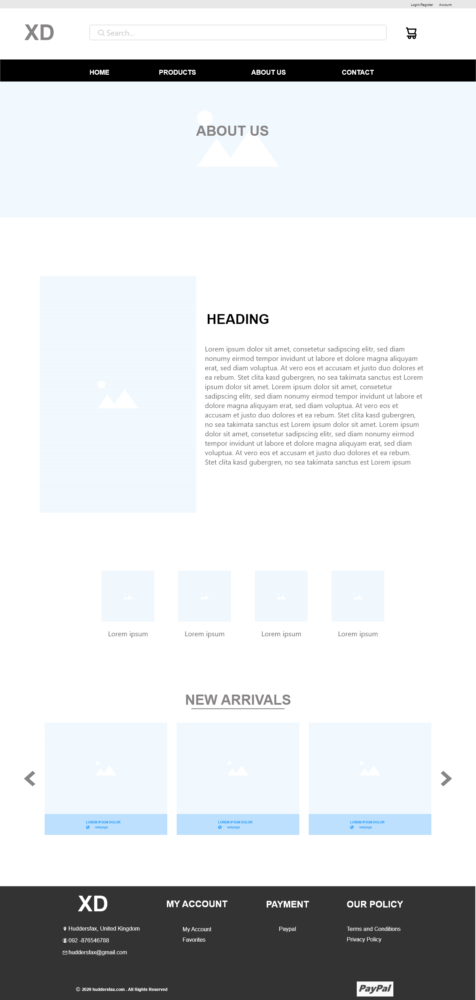 Login/Register Account
XD
Search...
HOME PRODUCTS ABOUT US CONTACT
ABOUT US
HEADING
Lorem ipsum dolor sit amet, consetetur sadipscing elitr, sed diam
nonumy eirmod tempor invidunt ut labore et dolore magna aliquyam
erat, sed diam voluptua. At vero eos et accusam et justo duo dolores et
ea rebum. Stet clita kasd gubergren, no sea takimata sanctus est Lorem
ipsum dolor sit amet. Lorem ipsum dolor sit amet, consetetur
sadipscing elitr, sed diam nonumy eirmod tempor invidunt ut labore et
dolore magna aliquyam erat, sed diam voluptua. At vero eos et
accusam et justo duo dolores et ea rebum. Stet clita kasd gubergren,
no sea takimata sanctus est Lorem ipsum dolor sit amet. Lorem ipsum
dolor sit amet, consetetur sadipscing elitr, sed diam nonumy eirmod
tempor invidunt ut labore et dolore magna aliquyam erat, sed diam
voluptua. At vero eos et accusam et justo duo dolores et ea rebum.
Stet clita kasd gubergren, no sea takimata sanctus est Lorem ipsum
Lorem ipsum Lorem ipsum Lorem ipsum Lorem ipsum
NEW ARRIVALS
LOREM IPSUM DOLOR
webpage
LOREM IPSUM DOLOR
webpage
LOREM IPSUM DOLOR
webpage
XD
Huddersfax, United Kingdom
092 -876546788
huddersfax@gmail.com
MY ACCOUNT
My Account
Favorites
PAYMENT
Paypal
OUR POLICY
Terms and Conditions
Privacy Policy
© 2020 huddersfax.com . All Rights Reserved
PayPal